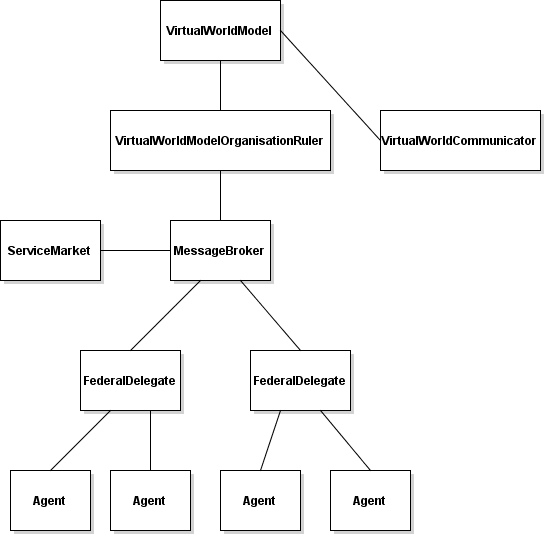 VirtualWorldModel
VirtualWorldModelOrganisationRuler
VirtualWorldCommunicator
ServiceMarket
MessageBroker
FederalDelegate
FederalDelegate
Agent
Agent
Agent
Agent